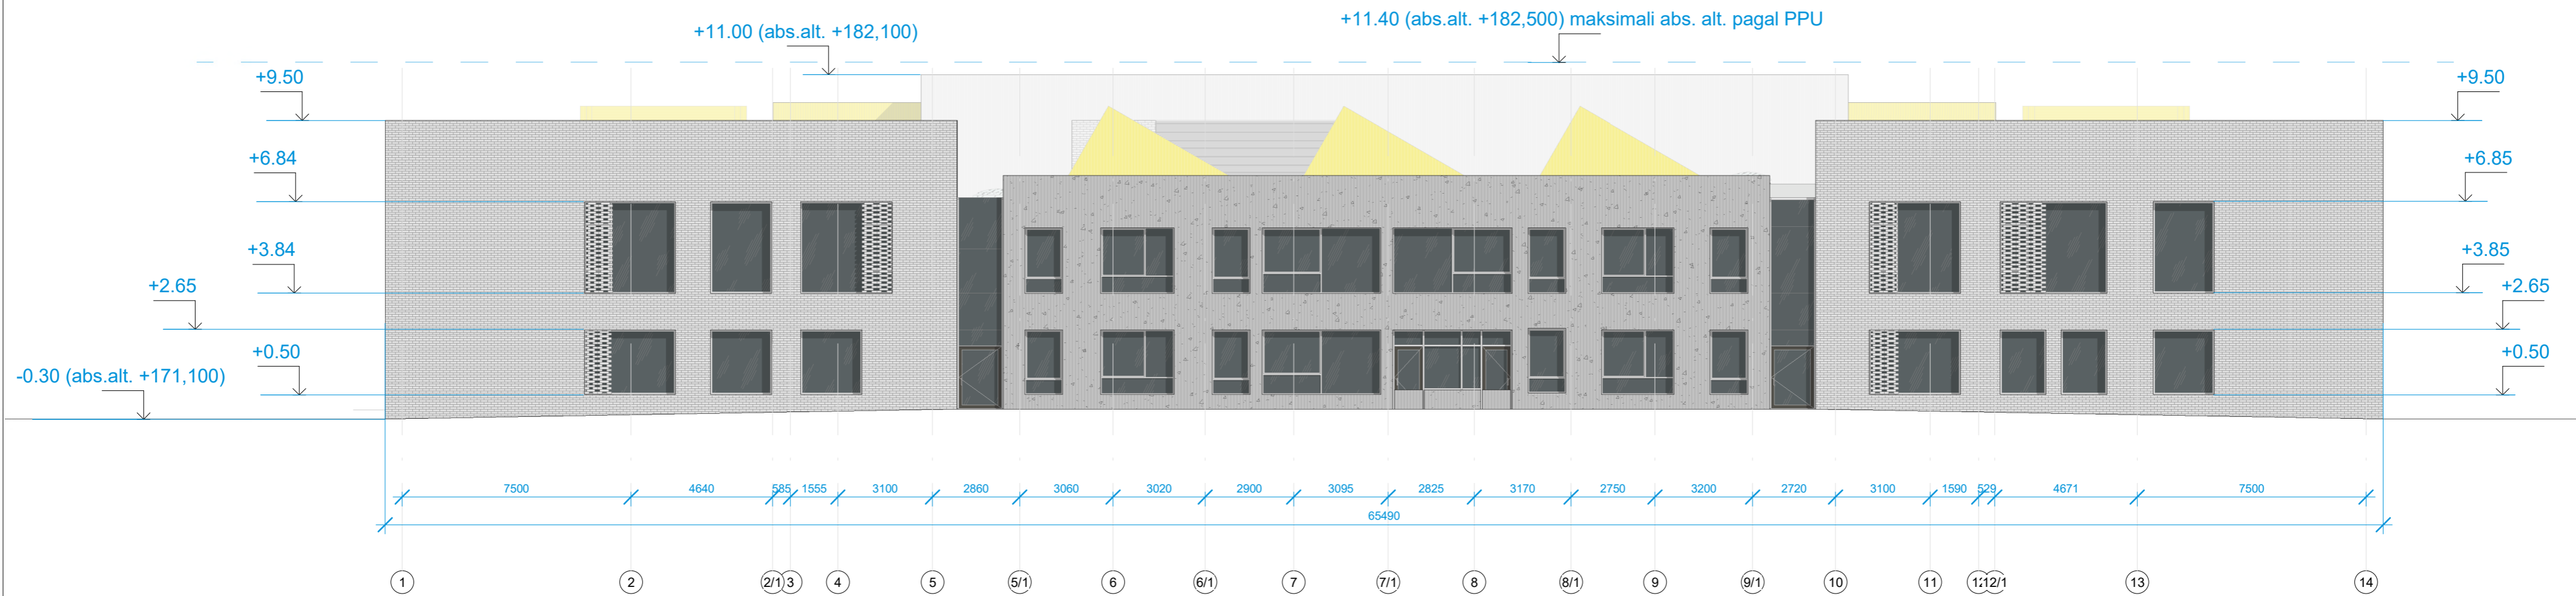 +11.40 (abs.alt. +182,500) maksimali abs. alt. pagal PPU
+11.00 (abs.alt. +182,100)
+9.50
+9.50
+6.84
+6.85
+3.84
+3.85
+2.65
+2.65
+0.50
+0.50
-0.30 (abs.alt. +171,100)
7500 4640 585 1555 3100 2860 3060 3020 2900 3095 2825 3170 2750 3200 2720 3100 1590 529 4671 7500
65490
1 2 2/1 3 4 5 5/1 6 6/1 7 7/1 8 8/1 9 9/1 10 11 12 12/1 13 14